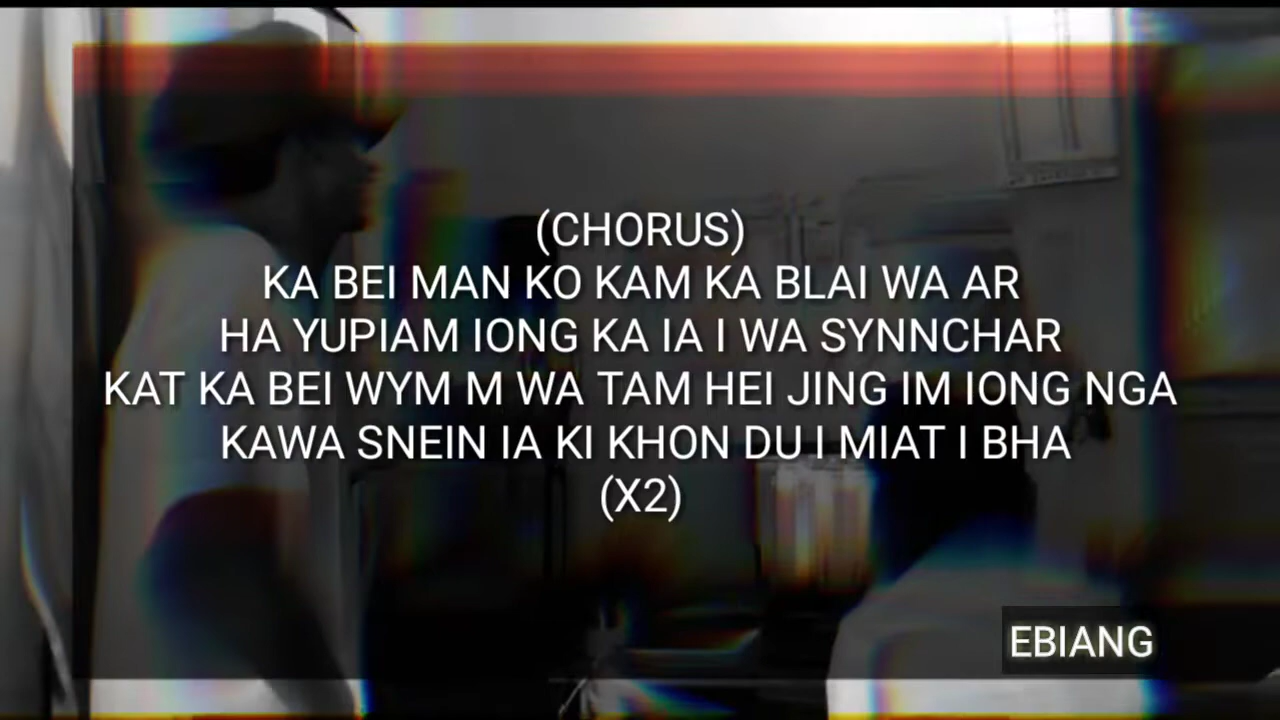 (CHORUS)
KA BEI MAN KO KAM KA BLAI WA AR
HA YUPIAM IONG KA IA I WA SYNNCHAR
KAT KA BEI WYM M WA TAM HEI JING IM IONG NGA
KAWA SNEIN IA KI KHON DU I MIAT I BHA
(X2)
EBIANG